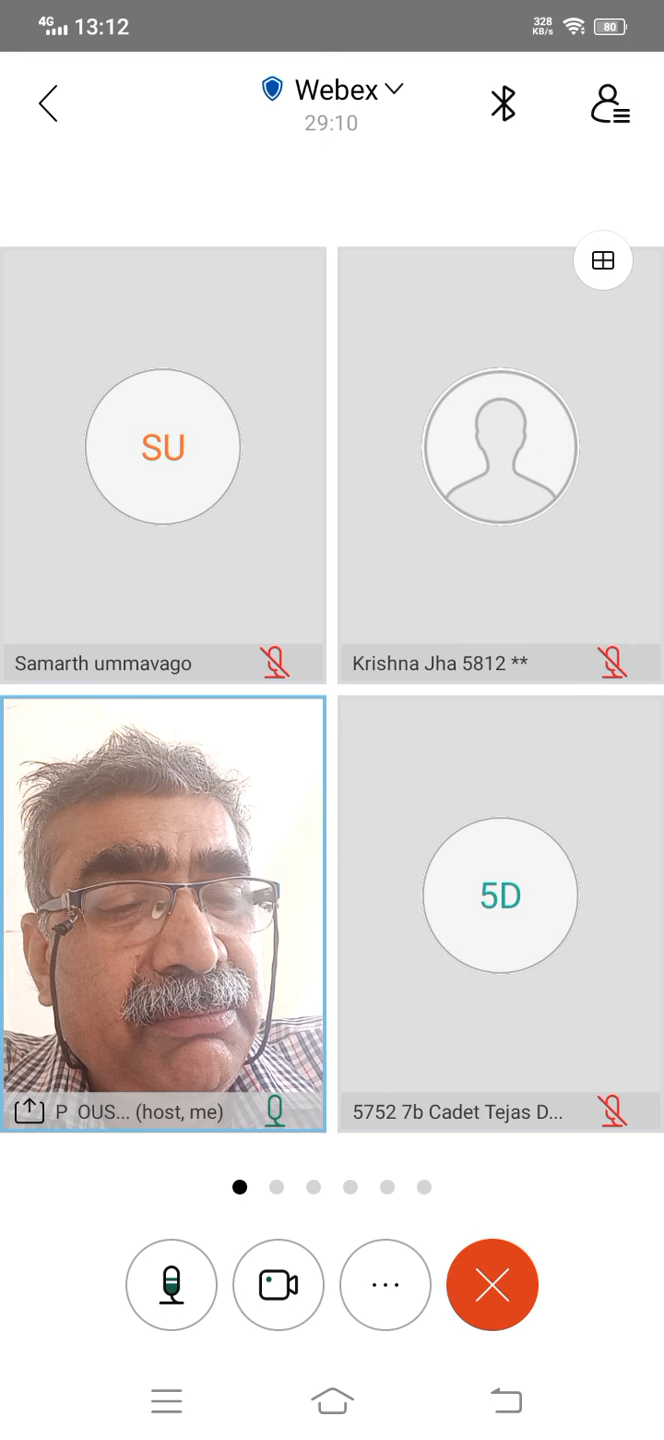 4G 13:12 328 KB/s 80
Webex
29:10
SU
Samarth ummavago
Krishna Jha 5812 **
5D
P OUS... (host, me)
5752 7b Cadet Tejas D...